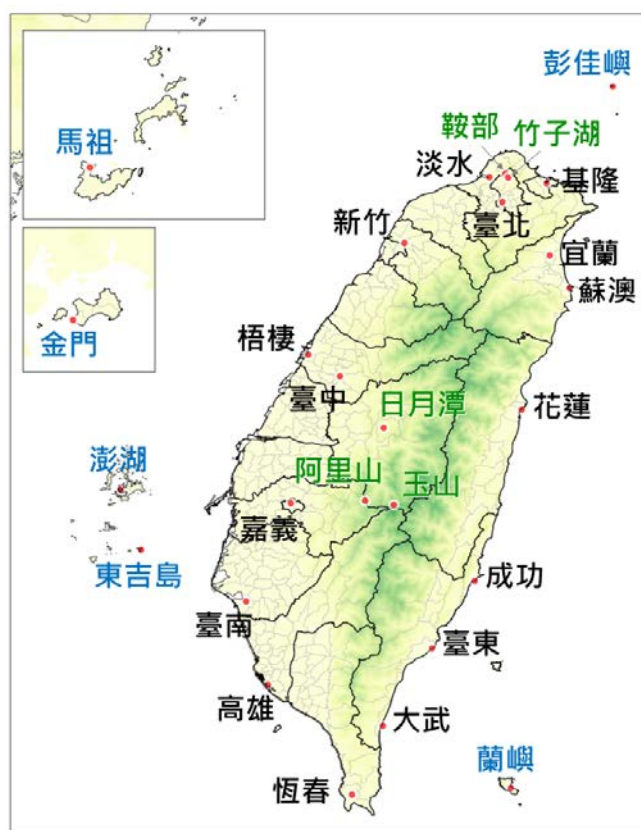 彭佳嶼
馬祖
鞍部
竹子湖
淡水
基隆
臺北
新竹
宜蘭
蘇澳
金門
梧棲
臺中
日月潭
花蓮
澎湖
阿里山
玉山
嘉義
東吉島
成功
臺南
臺東
高雄
大武
蘭嶼
恆春